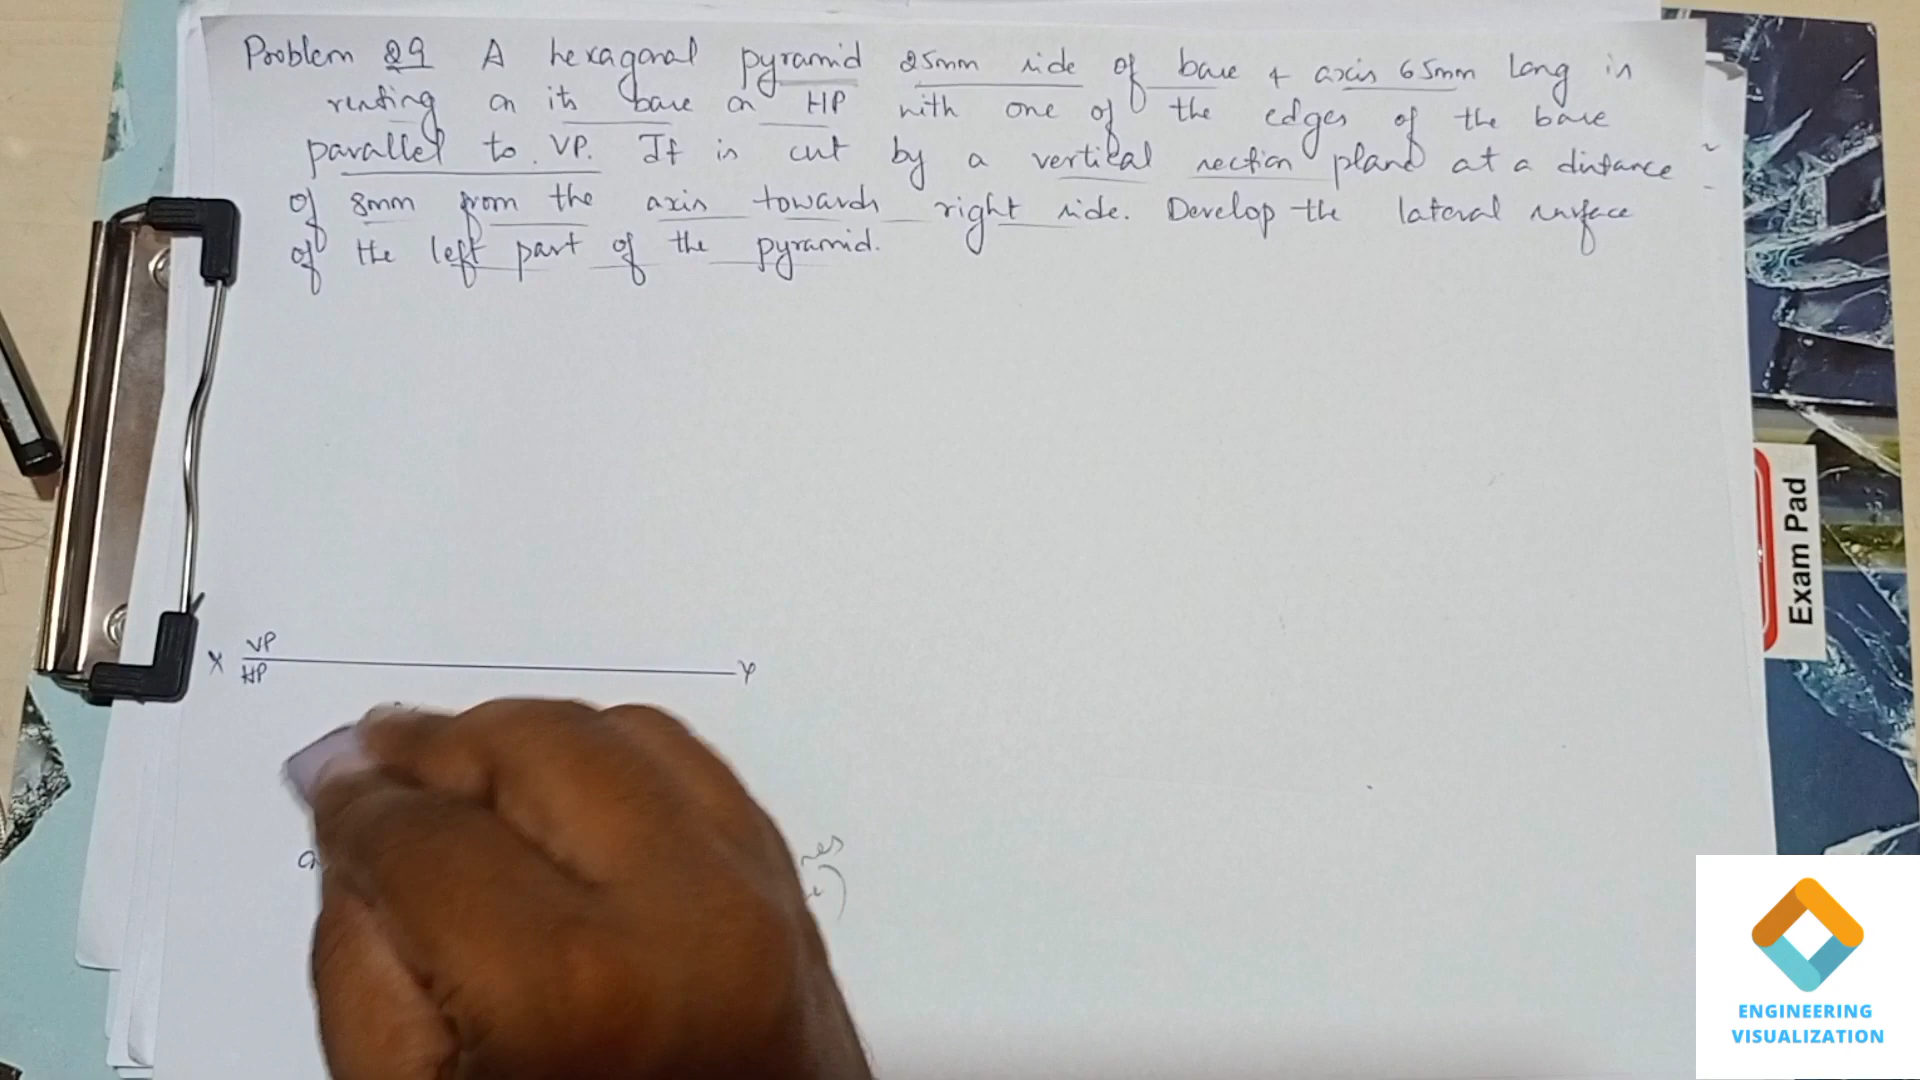 Problem 29 A hexagonal pyramid 25mm side of base & axis 65mm long is
resting on its base on HP with one of the edges of the base
parallel to VP. It is cut by a vertical section plane at a distance
of 8mm from the axis towards right side. Develop the lateral surface
of the left part of the pyramid.
VP
X HP Y
Exam Pad
ENGINEERING
VISUALIZATION